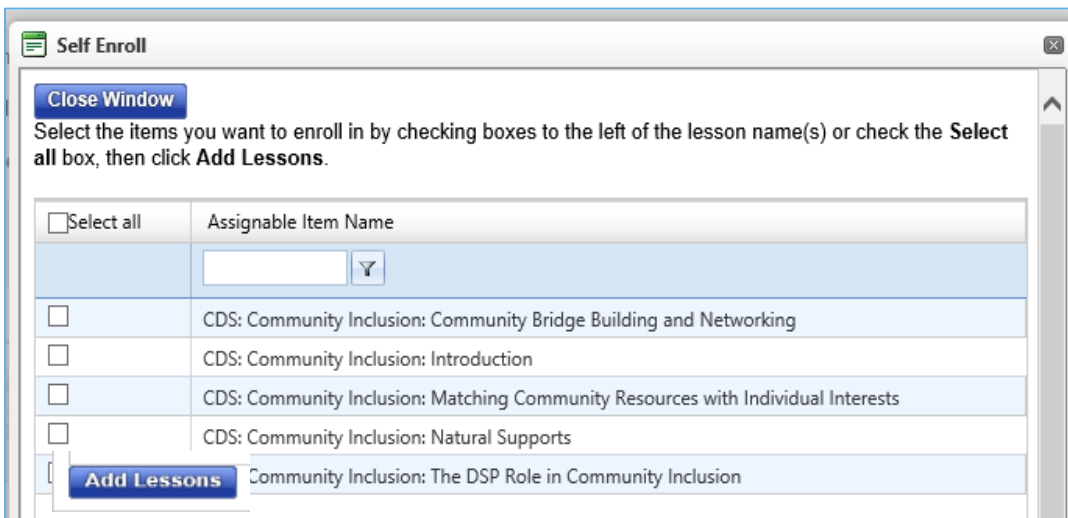 Self Enroll
Close Window
Select the items you want to enroll in by checking boxes to the left of the lesson name(s) or check the Select
all box, then click Add Lessons.
Select all Assignable Item Name
CDS: Community Inclusion: Community Bridge Building and Networking
CDS: Community Inclusion: Introduction
CDS: Community Inclusion: Matching Community Resources with Individual Interests
CDS: Community Inclusion: Natural Supports
Community Inclusion: The DSP Role in Community Inclusion
Add Lessons